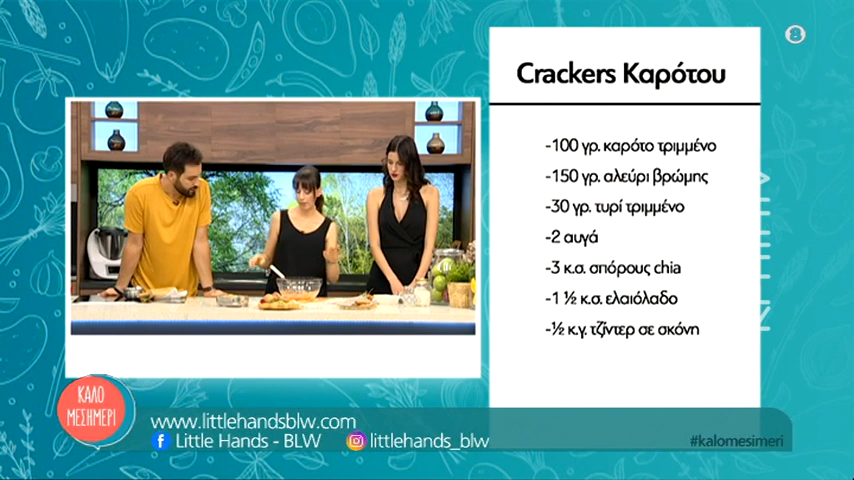 8
Crackers Καρότου
-100 γρ. καρότο τριμμένο
-150 γρ. αλεύρι βρώμης
-30 γρ. τυρί τριμμένο
-2 αυγά
-3 κ.σ. σπόρους chia
-1 ½ κ.σ. ελαιόλαδο
-½ κ.γ. τζίντερ σε σκόνη
ΚΑΛΟ
ΜΕΣΗΜΕΡΙ
www.littlehandsblw.com
Little Hands - BLW littlehands_blw
#kalomesimeri